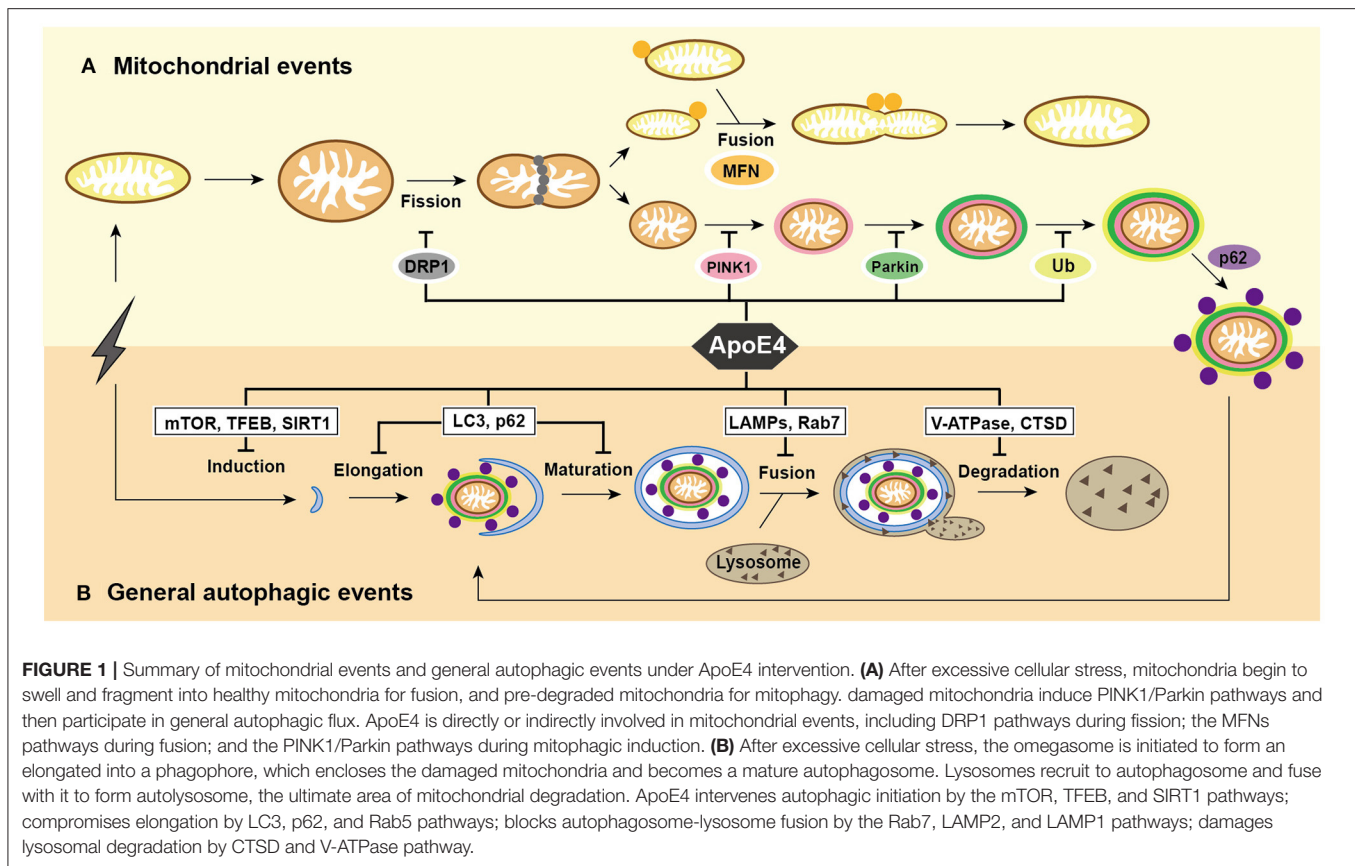 A Mitochondrial events
Fusion
MFN
Fission
DRP1
PINK1
Parkin
Ub
p62
ApoE4
mTOR, TFEB, SIRT1
LC3, p62
LAMPs, Rab7
V-ATPase, CTSD
Induction
Elongation
Maturation
Fusion
Degradation
Lysosome
B General autophagic events
FIGURE 1 | Summary of mitochondrial events and general autophagic events under ApoE4 intervention. (A) After excessive cellular stress, mitochondria begin to
swell and fragment into healthy mitochondria for fusion, and pre-degraded mitochondria for mitophagy. damaged mitochondria induce PINK1/Parkin pathways and
then participate in general autophagic flux. ApoE4 is directly or indirectly involved in mitochondrial events, including DRP1 pathways during fission; the MFNs
pathways during fusion; and the PINK1/Parkin pathways during mitophagic induction. (B) After excessive cellular stress, the omegasome is initiated to form an
elongated into a phagophore, which encloses the damaged mitochondria and becomes a mature autophagosome. Lysosomes recruit to autophagosome and fuse
with it to form autolysosome, the ultimate area of mitochondrial degradation. ApoE4 intervenes autophagic initiation by the mTOR, TFEB, and SIRT1 pathways;
compromises elongation by LC3, p62, and Rab5 pathways; blocks autophagosome-lysosome fusion by the Rab7, LAMP2, and LAMP1 pathways; damages
lysosomal degradation by CTSD and V-ATPase pathway.